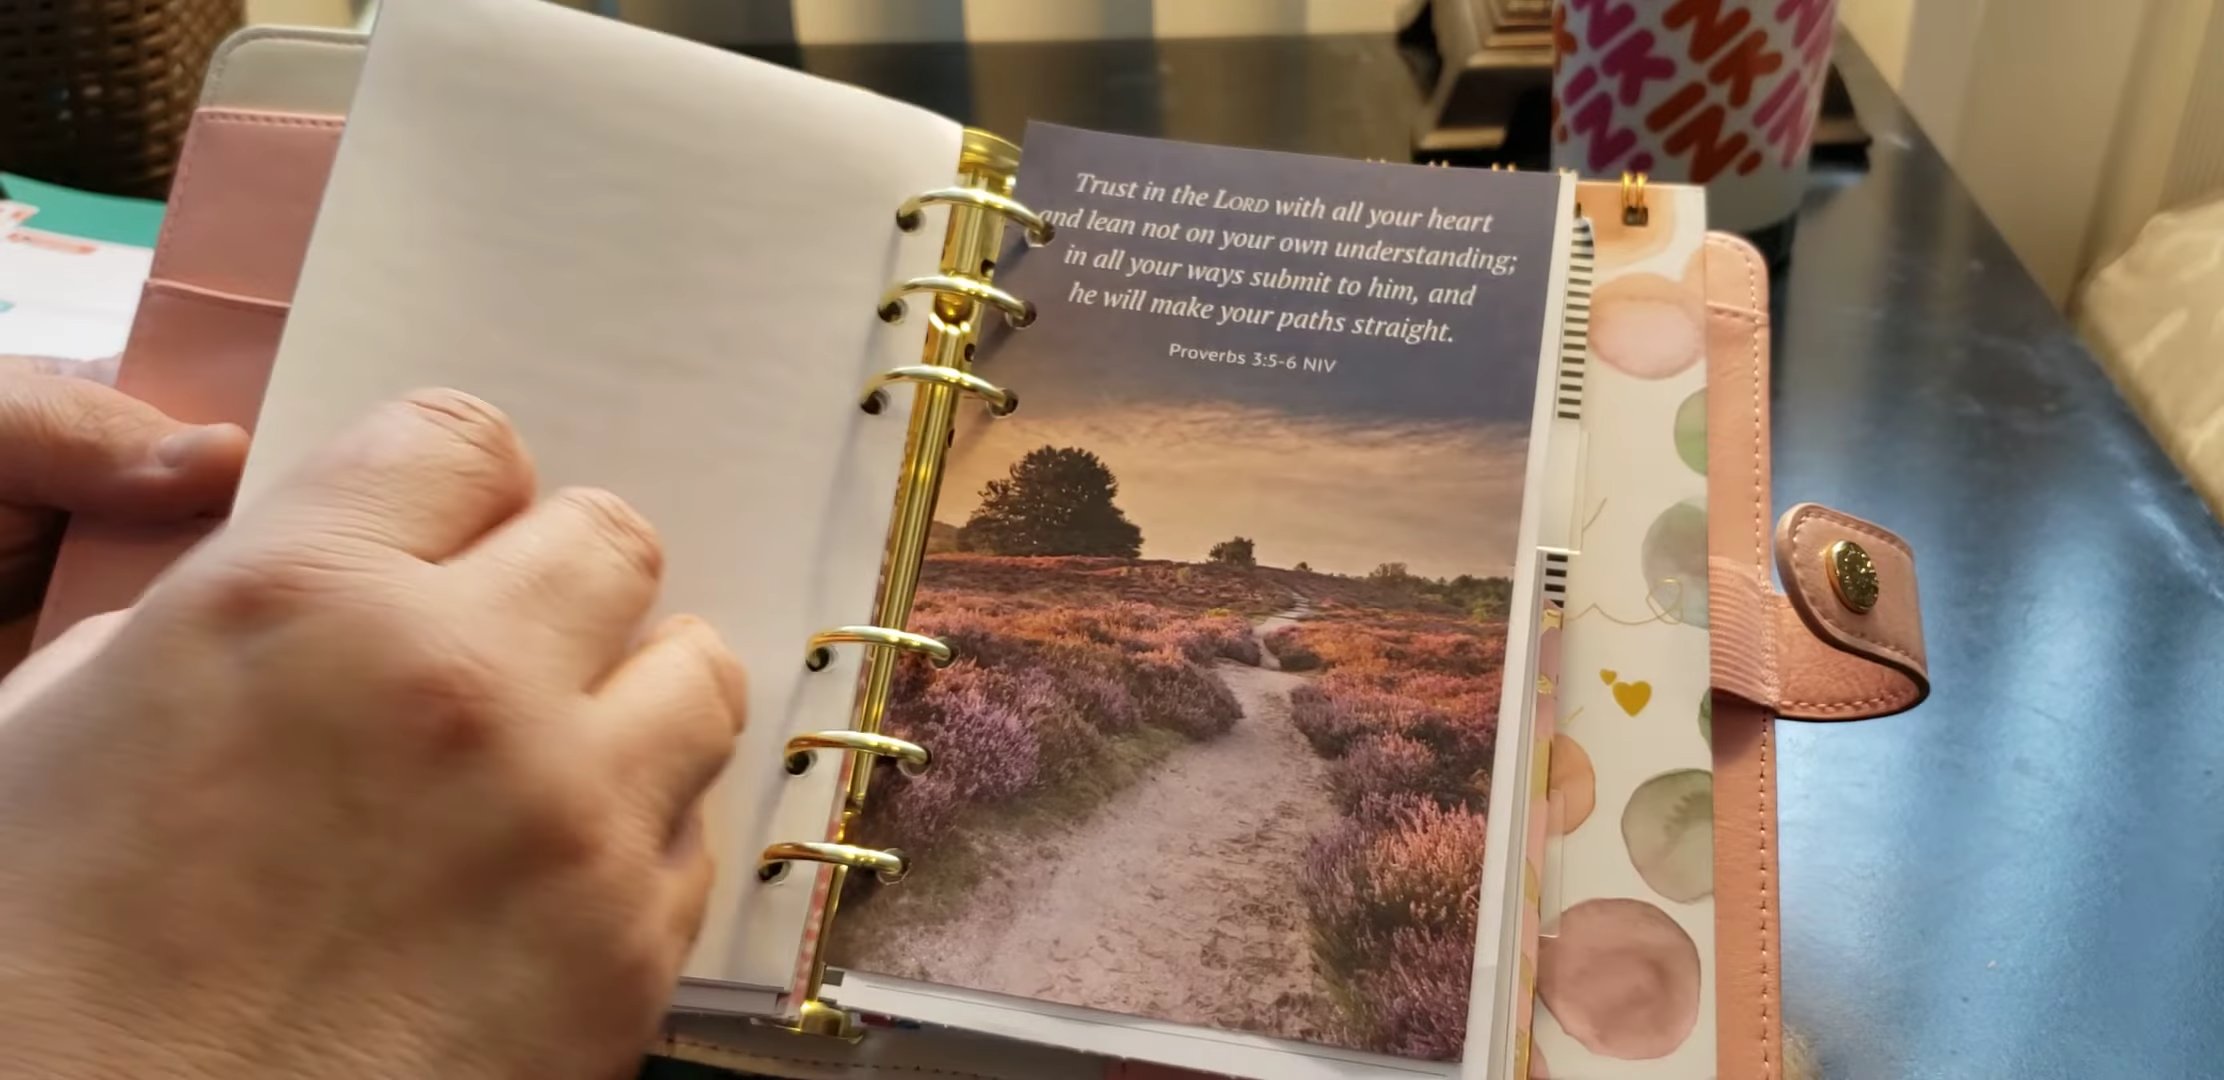 Trust in the LORD with all your heart
and lean not on your own understanding;
in all your ways submit to him, and
he will make your paths straight.
Proverbs 3:5-6 NIV